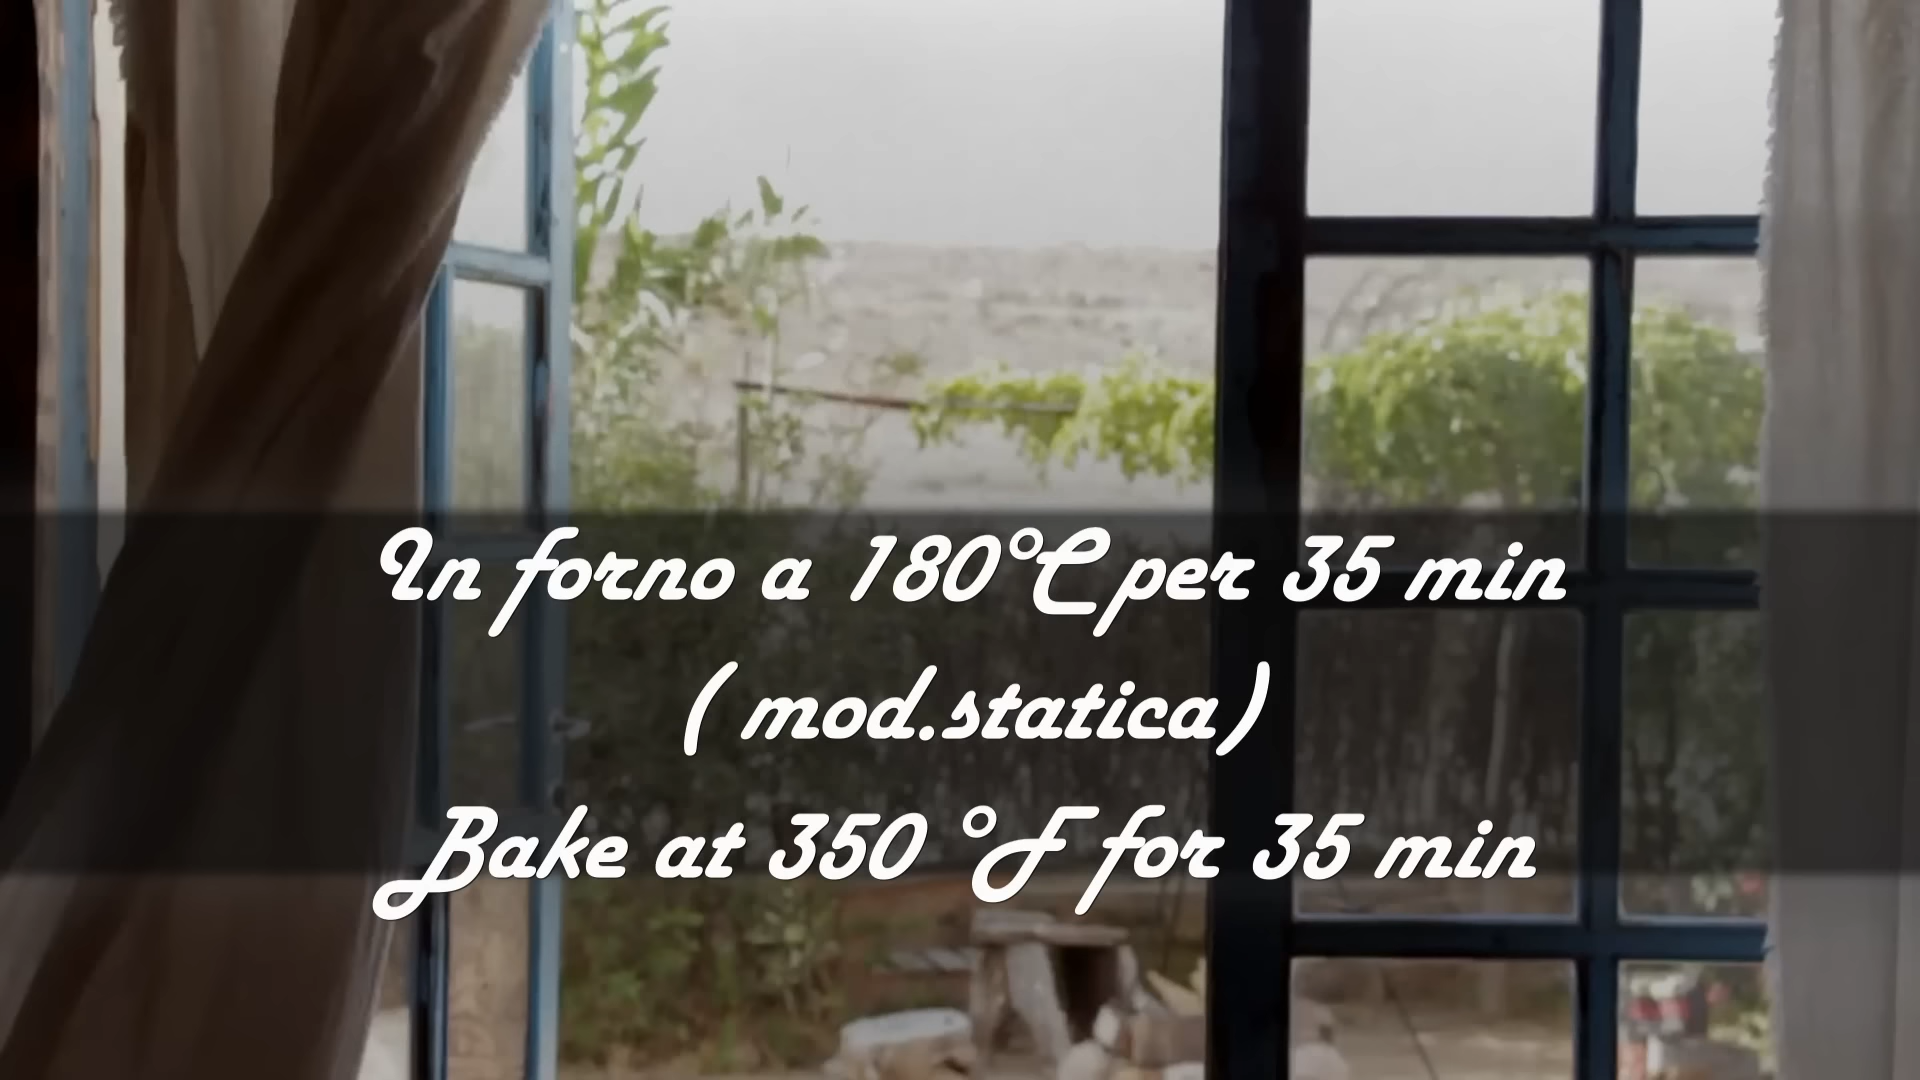 In forno a 180°C per 35 min
( mod.statica)
Bake at 350 °F for 35 min